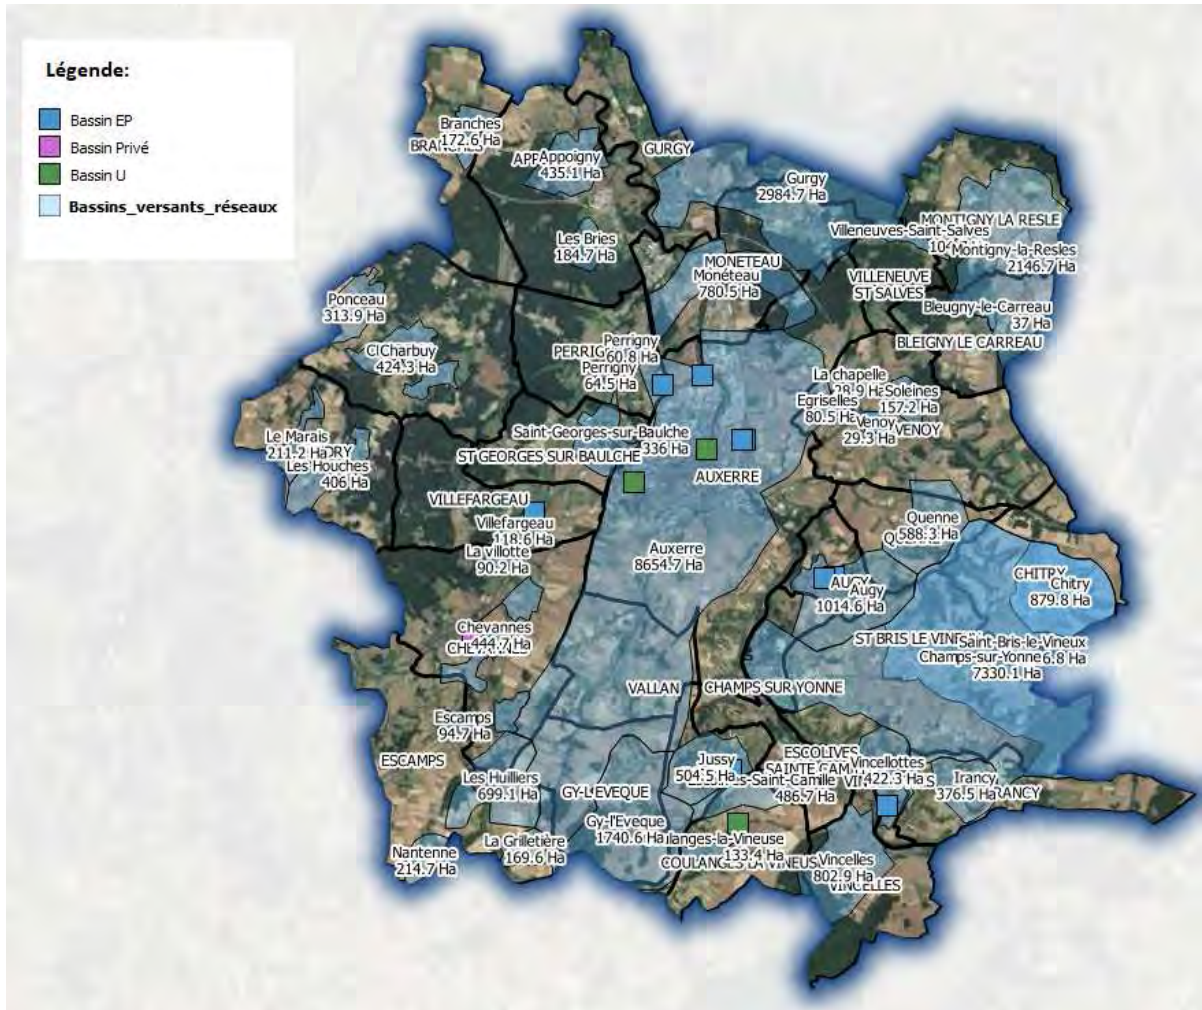 Légende:
Bassin EP
Bassin Privé
Bassin U
Bassins_versants_réseaux
Branches
172.6 Ha
Appoigny
435.1 Ha
GURGY
Gurgy
2984.7 Ha
Les Bries
184.7 Ha
Villeneuves-Saint-Salves
MONTIGNY LA RESLE
Montigny-la-Resles
2146.7 Ha
MONETEAU
Monéteau
780.5 Ha
VILLENEUVE
ST SALVES
Ponceau
313.9 Ha
Bleugny-le-Carreau
37 Ha
BLEIGNY LE CARREAU
Charbuy
424.3 Ha
Perrigny
60.8 Ha
Perrigny
64.5 Ha
La chapelle
28.9 Ha
Soleines
157.2 Ha
Egriselles
80.5 Ha
Venoy
29.3 Ha
VENOY
Saint-Georges-sur-Baulche
336 Ha
ST GEORGES SUR BAULCHE
Le Marais
211.2 Ha
Les Houches
406 Ha
AUXERRE
VILLEFARGEAU
Villefargeau
118.6 Ha
La villotte
90.2 Ha
Quenne
588.3 Ha
Auxerre
8654.7 Ha
AUGY
Augy
1014.6 Ha
CHITRY
Chitry
879.8 Ha
Chevannes
444.7 Ha
Saint-Bris-le-Vineux
6.8 Ha
Champs-sur-Yonne
7330.1 Ha
VALLAN
CHAMPS SUR YONNE
Escamps
94.7 Ha
ESCAMPS
Les Huilliers
699.1 Ha
GY-L'EVEQUE
Jussy
504.5 Ha
ESCOLIVES
486.7 Ha
Vincellottes
422.3 Ha
Irancy
376.5 Ha
Gy-l'Eveque
1740.6 Ha
133.4 Ha
La Grilletière
169.6 Ha
Nantenne
214.7 Ha
Vincelles
802.9 Ha
VINCELLES